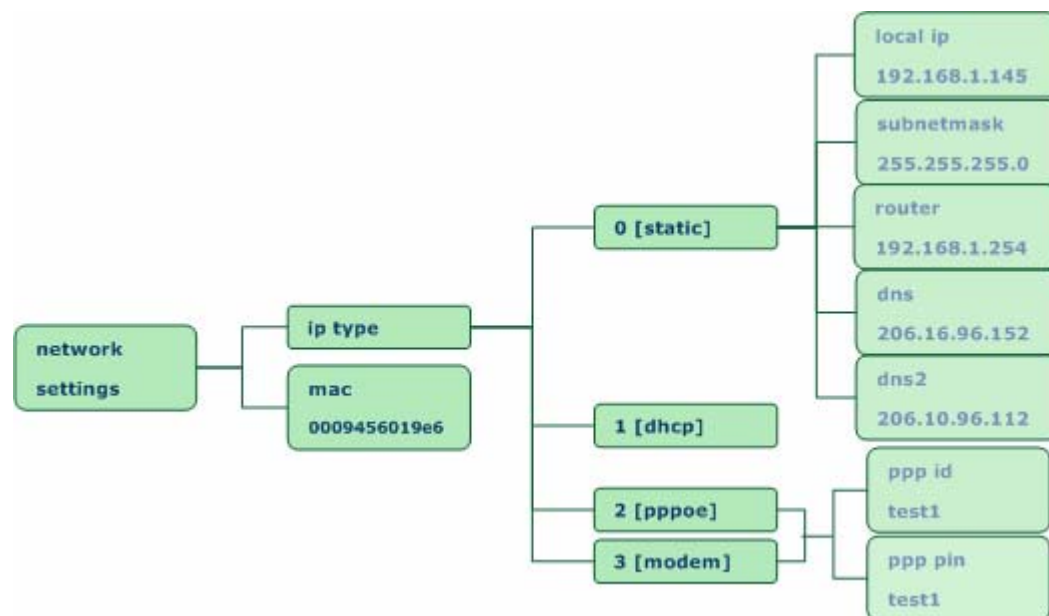 network
settings
ip type
mac
0009456019e6
0 [static]
local ip
192.168.1.145
subnetmask
255.255.255.0
router
192.168.1.254
dns
206.16.96.152
dns2
206.10.96.112
1 [dhcp]
2 [pppoe]
3 [modem]
ppp id
test1
ppp pin
test1